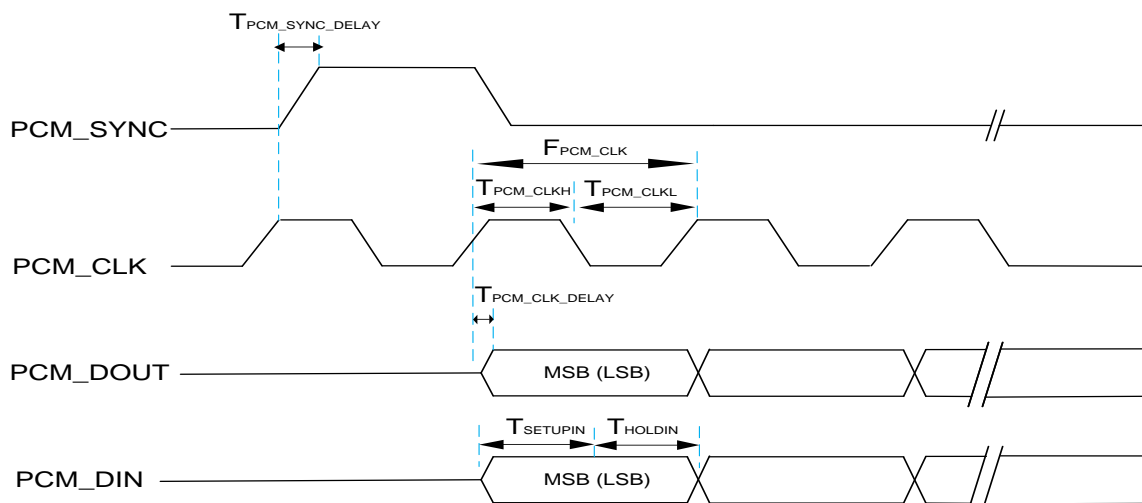 TPCM_SYNC_DELAY
PCM_SYNC
FPCM_CLK
TPCM_CLKH TPCM_CLKL
PCM_CLK
TPCM_CLK_DELAY
PCM_DOUT MSB (LSB)
TSETUPIN THOLDIN
PCM_DIN MSB (LSB)